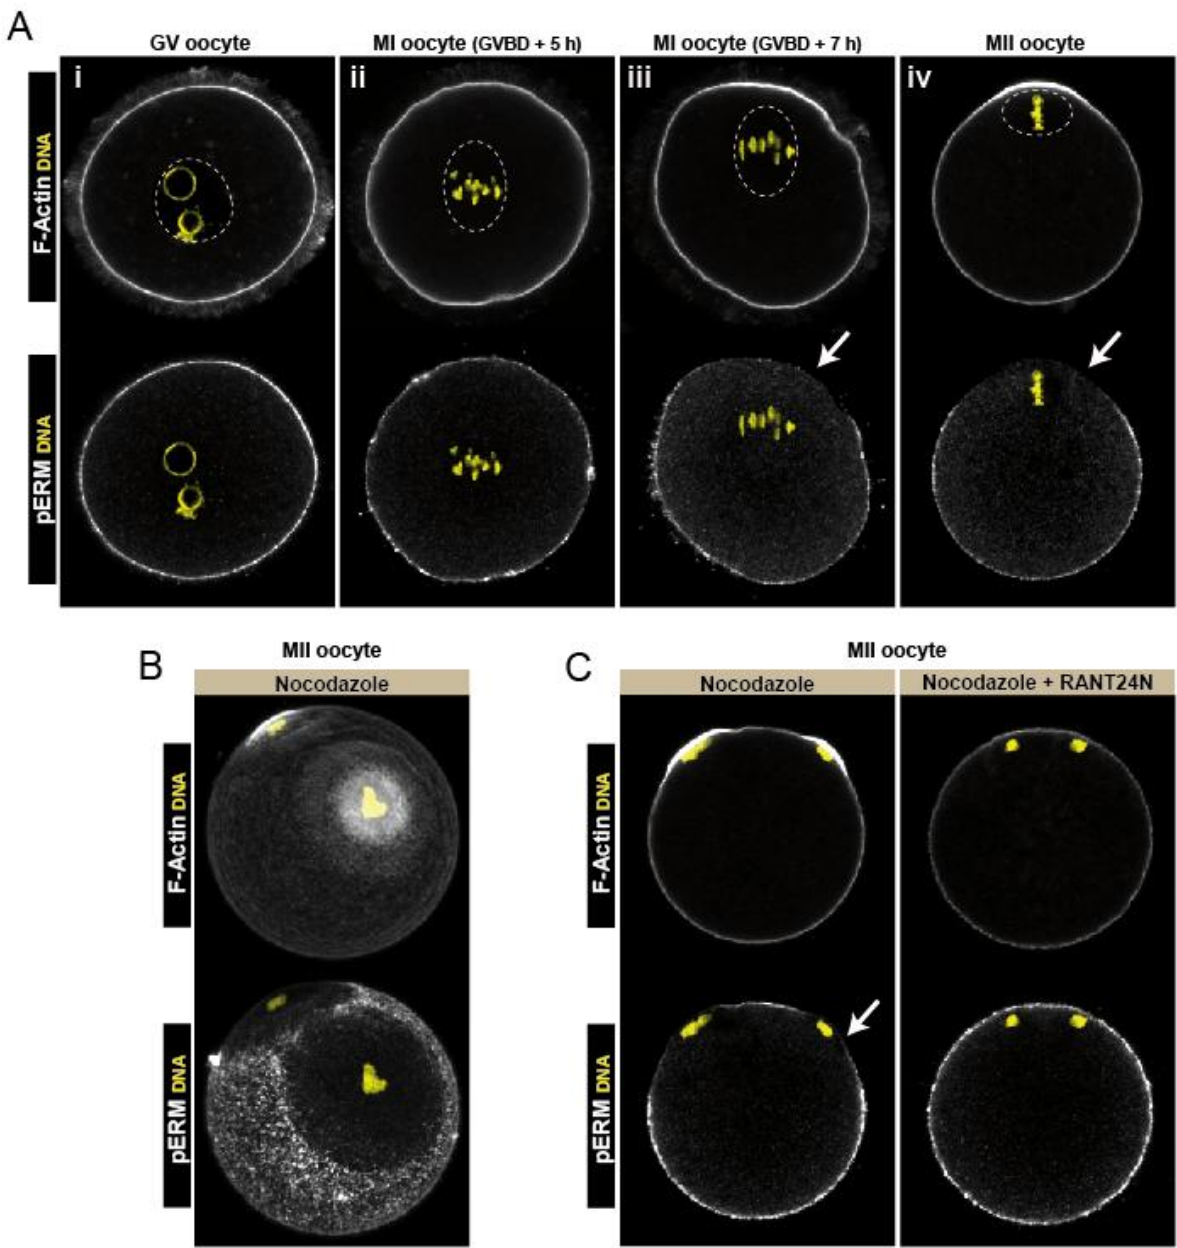 A
GV oocyte
MI oocyte (GVBD + 5 h)
MI oocyte (GVBD + 7 h)
MII oocyte
i
ii
iii
iv
F-Actin DNA
pERM DNA
B
MII oocyte
Nocodazole
F-Actin DNA
pERM DNA
C
MII oocyte
Nocodazole
Nocodazole + RANT24N
F-Actin DNA
pERM DNA